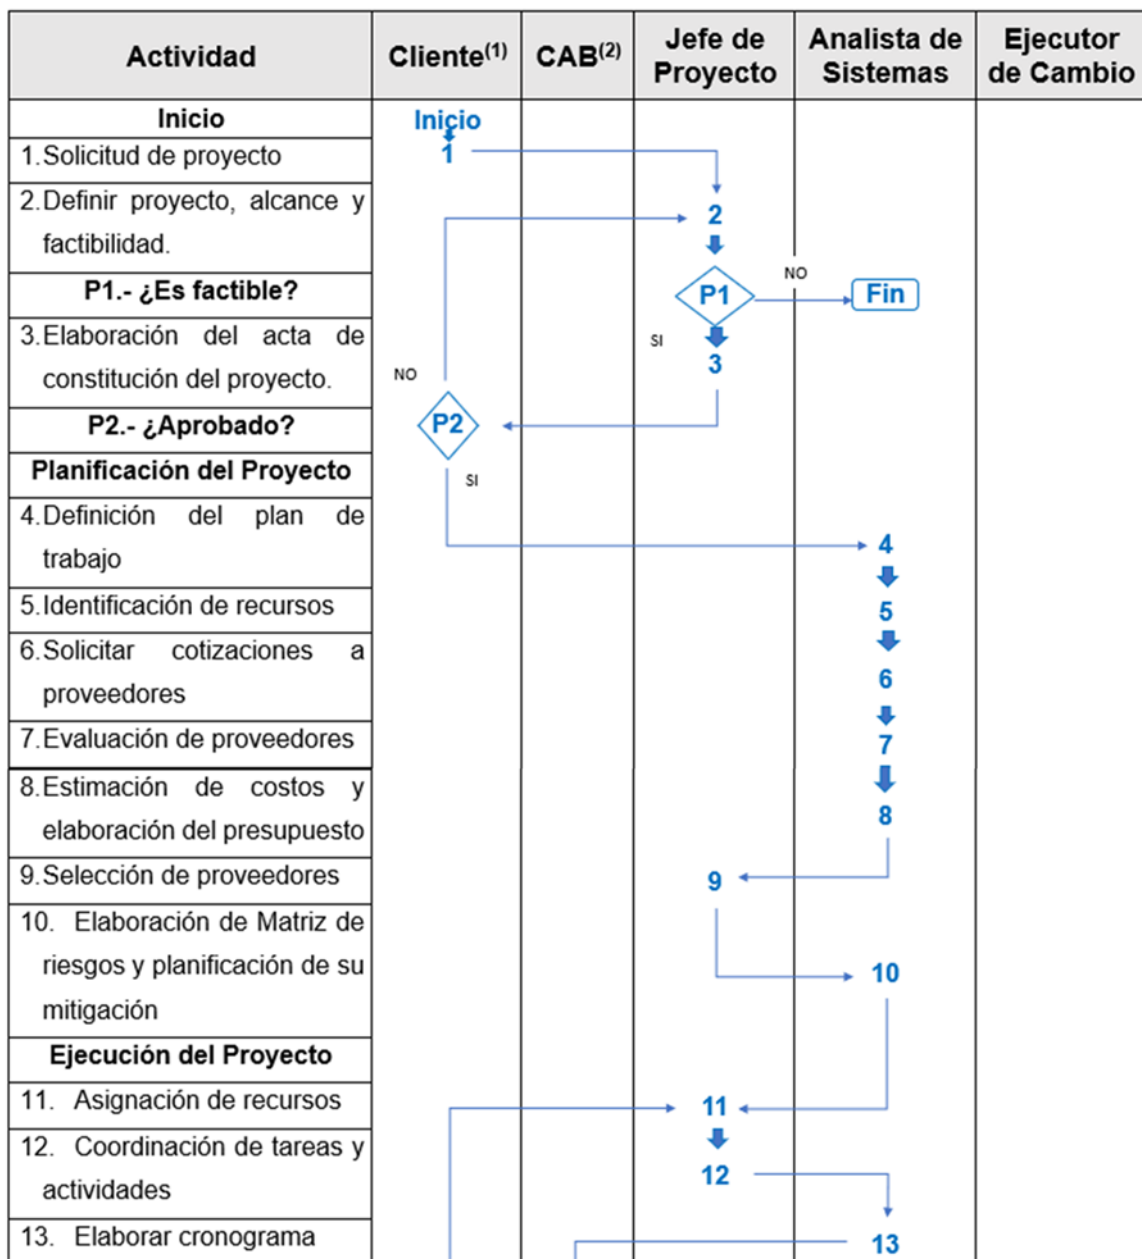 Actividad
Cliente(1)
CAB(2)
Jefe de
Proyecto
Analista de
Sistemas
Ejecutor
de Cambio
Inicio
Inicio
1.Solicitud de proyecto
1
2.Definir proyecto, alcance y
factibilidad.
2
P1.- ¿Es factible?
P1
NO
Fin
3.Elaboración del acta de
constitución del proyecto.
SI
3
NO
P2.- ¿Aprobado?
P2
Planificación del Proyecto
SI
4.Definición del plan de
trabajo
4
5.Identificación de recursos
5
6.Solicitar cotizaciones a
proveedores
6
7.Evaluación de proveedores
7
8.Estimación de costos y
elaboración del presupuesto
8
9.Selección de proveedores
9
10. Elaboración de Matriz de
riesgos y planificación de su
mitigación
10
Ejecución del Proyecto
11. Asignación de recursos
11
12. Coordinación de tareas y
actividades
12
13. Elaborar cronograma
13